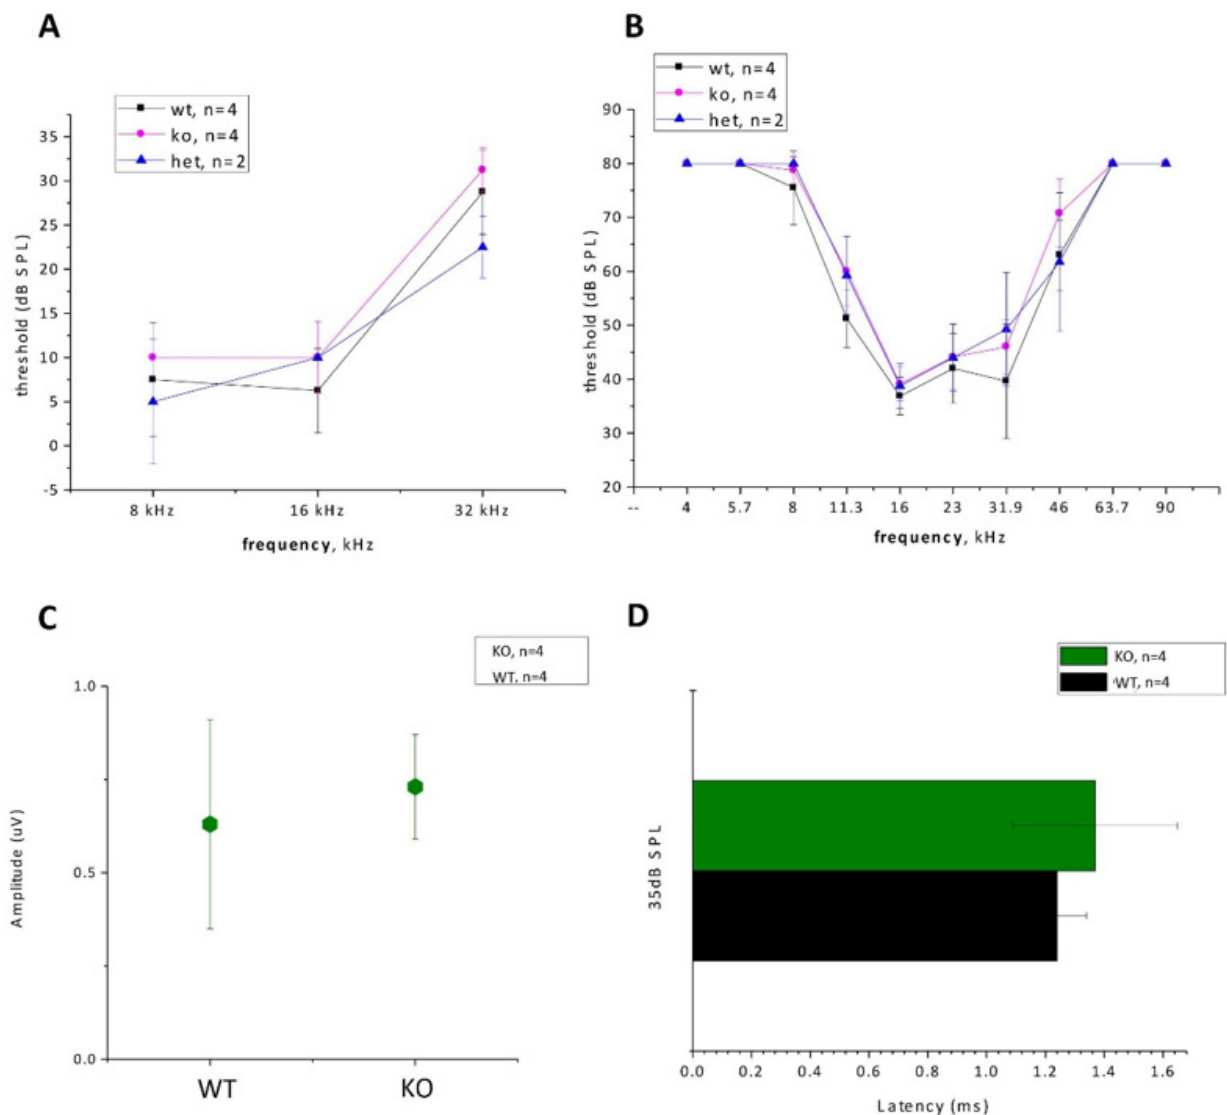 A
wt, n=4
ko, n=4
het, n=2
threshold (dB SPL)
35
30
25
20
15
10
5
0
-5
8 kHz 16 kHz 32 kHz
frequency, kHz
B
wt, n=4
ko, n=4
het, n=2
threshold (dB SPL)
90
80
70
60
50
40
30
20
-- 4 5.7 8 11.3 16 23 31.9 46 63.7 90
frequency, kHz
C
KO, n=4
WT, n=4
Amplitude (uV)
1.0
0.5
0.0
WT KO
D
KO, n=4
WT, n=4
35dB SPL
0.0 0.2 0.4 0.6 0.8 1.0 1.2 1.4 1.6
Latency (ms)